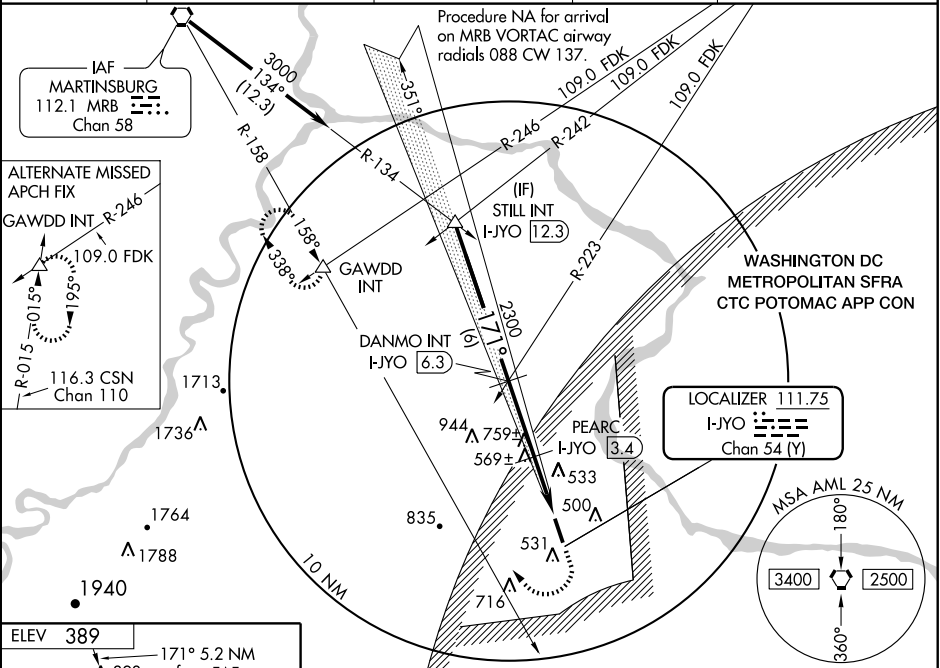 Procedure NA for arrival
on MRB VORTAC airway
radials 088 CW 137.
IAF
MARTINSBURG
112.1 MRB
Chan 58
3000
134°
(12.3)
351°
109.0 FDK
109.0 FDK
109.0 FDK
R-246
R-242
R-158
R-134
R-223
ALTERNATE MISSED
APCH FIX
GAWDD INT
R-246
109.0 FDK
015°
195°
R-015
116.3 CSN
Chan 110
(IF)
STILL INT
I-JYO 12.3
158°
338°
GAWDD
INT
WASHINGTON DC
METROPOLITAN SFRA
CTC POTOMAC APP CON
2300
171°
(6)
DANMO INT
I-JYO 6.3
LOCALIZER 111.75
I-JYO
Chan 54 (Y)
1713
1736
944
759±
569±
PEARC
I-JYO 3.4
533
500
835
531
716
1764
1788
1940
10 NM
MSA AML 25 NM
180°
3400
2500
360°
ELEV 389
171° 5.2 NM